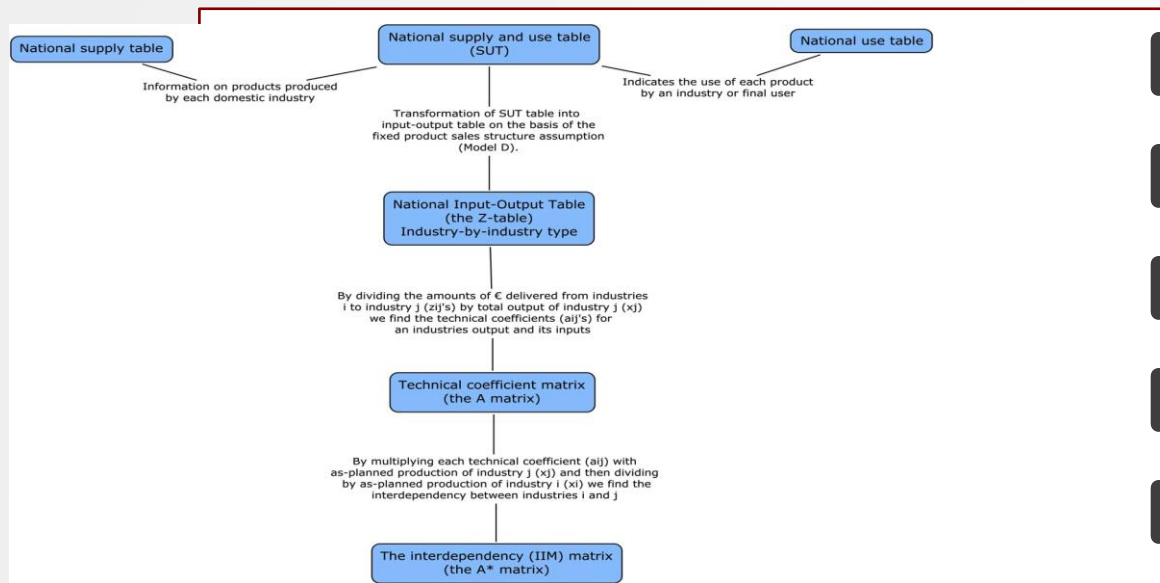 National supply table
National supply and use table
(SUT)
National use table
Information on products produced
by each domestic industry
Indicates the use of each product
by an industry or final user
Transformation of SUT table into
input-output table on the basis of the
fixed product sales structure assumption
(Model D).
National Input-Output Table
(the Z-table)
Industry-by-industry type
By dividing the amounts of € delivered from industries
i to industry j (zij's) by total output of industry j (xj)
we find the technical coefficients (aij's) for
an industries output and its inputs
Technical coefficient matrix
(the A matrix)
By multiplying each technical coefficient (aij) with
as-planned production of industry j (xj) and then dividing
by as-planned production of industry i (xi) we find the
interdependency between industries i and j
The interdependency (IIM) matrix
(the A* matrix)